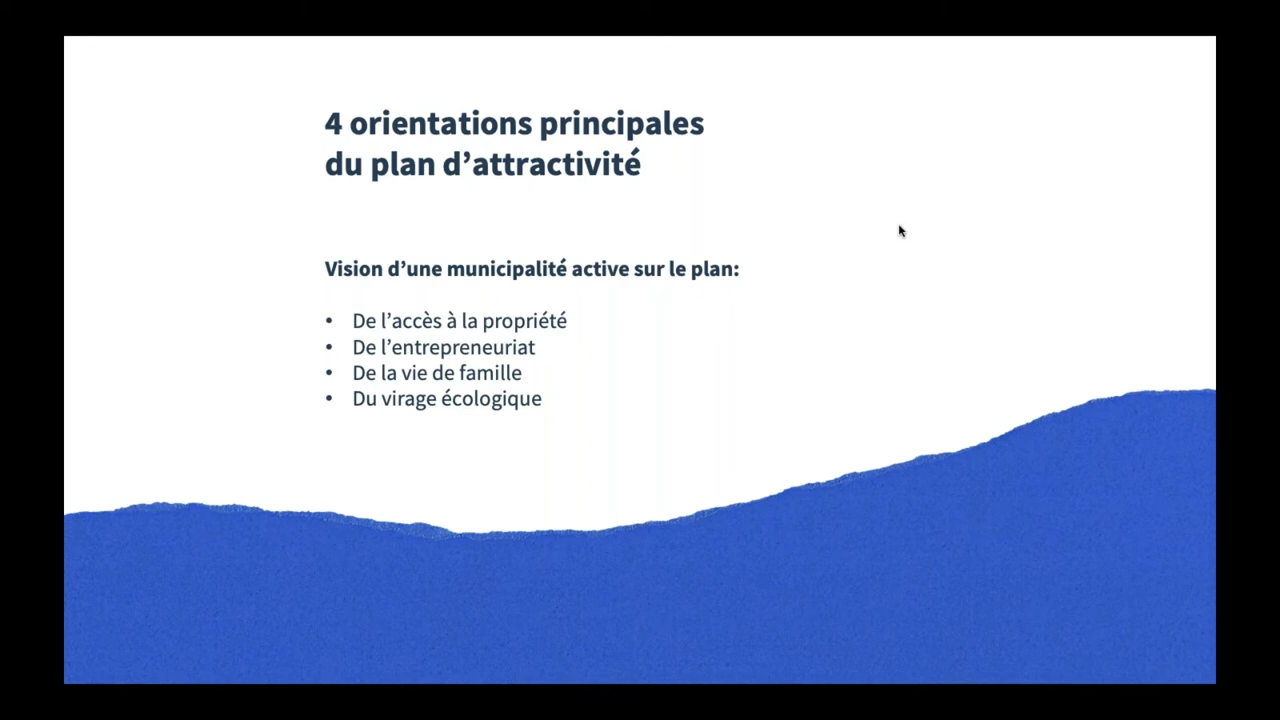 4 orientations principales
du plan d’attractivité
Vision d’une municipalité active sur le plan:
• De l’accès à la propriété
• De l’entrepreneuriat
• De la vie de famille
• Du virage écologique